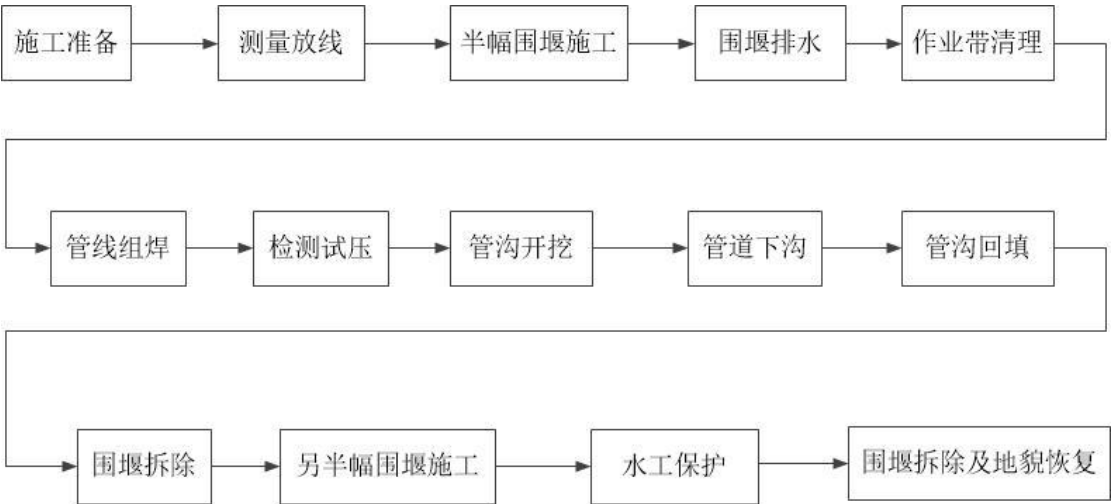 施工准备
测量放线
半幅围堰施工
围堰排水
作业带清理
管线组焊
检测试压
管沟开挖
管道下沟
管沟回填
围堰拆除
另半幅围堰施工
水工保护
围堰拆除及地貌恢复